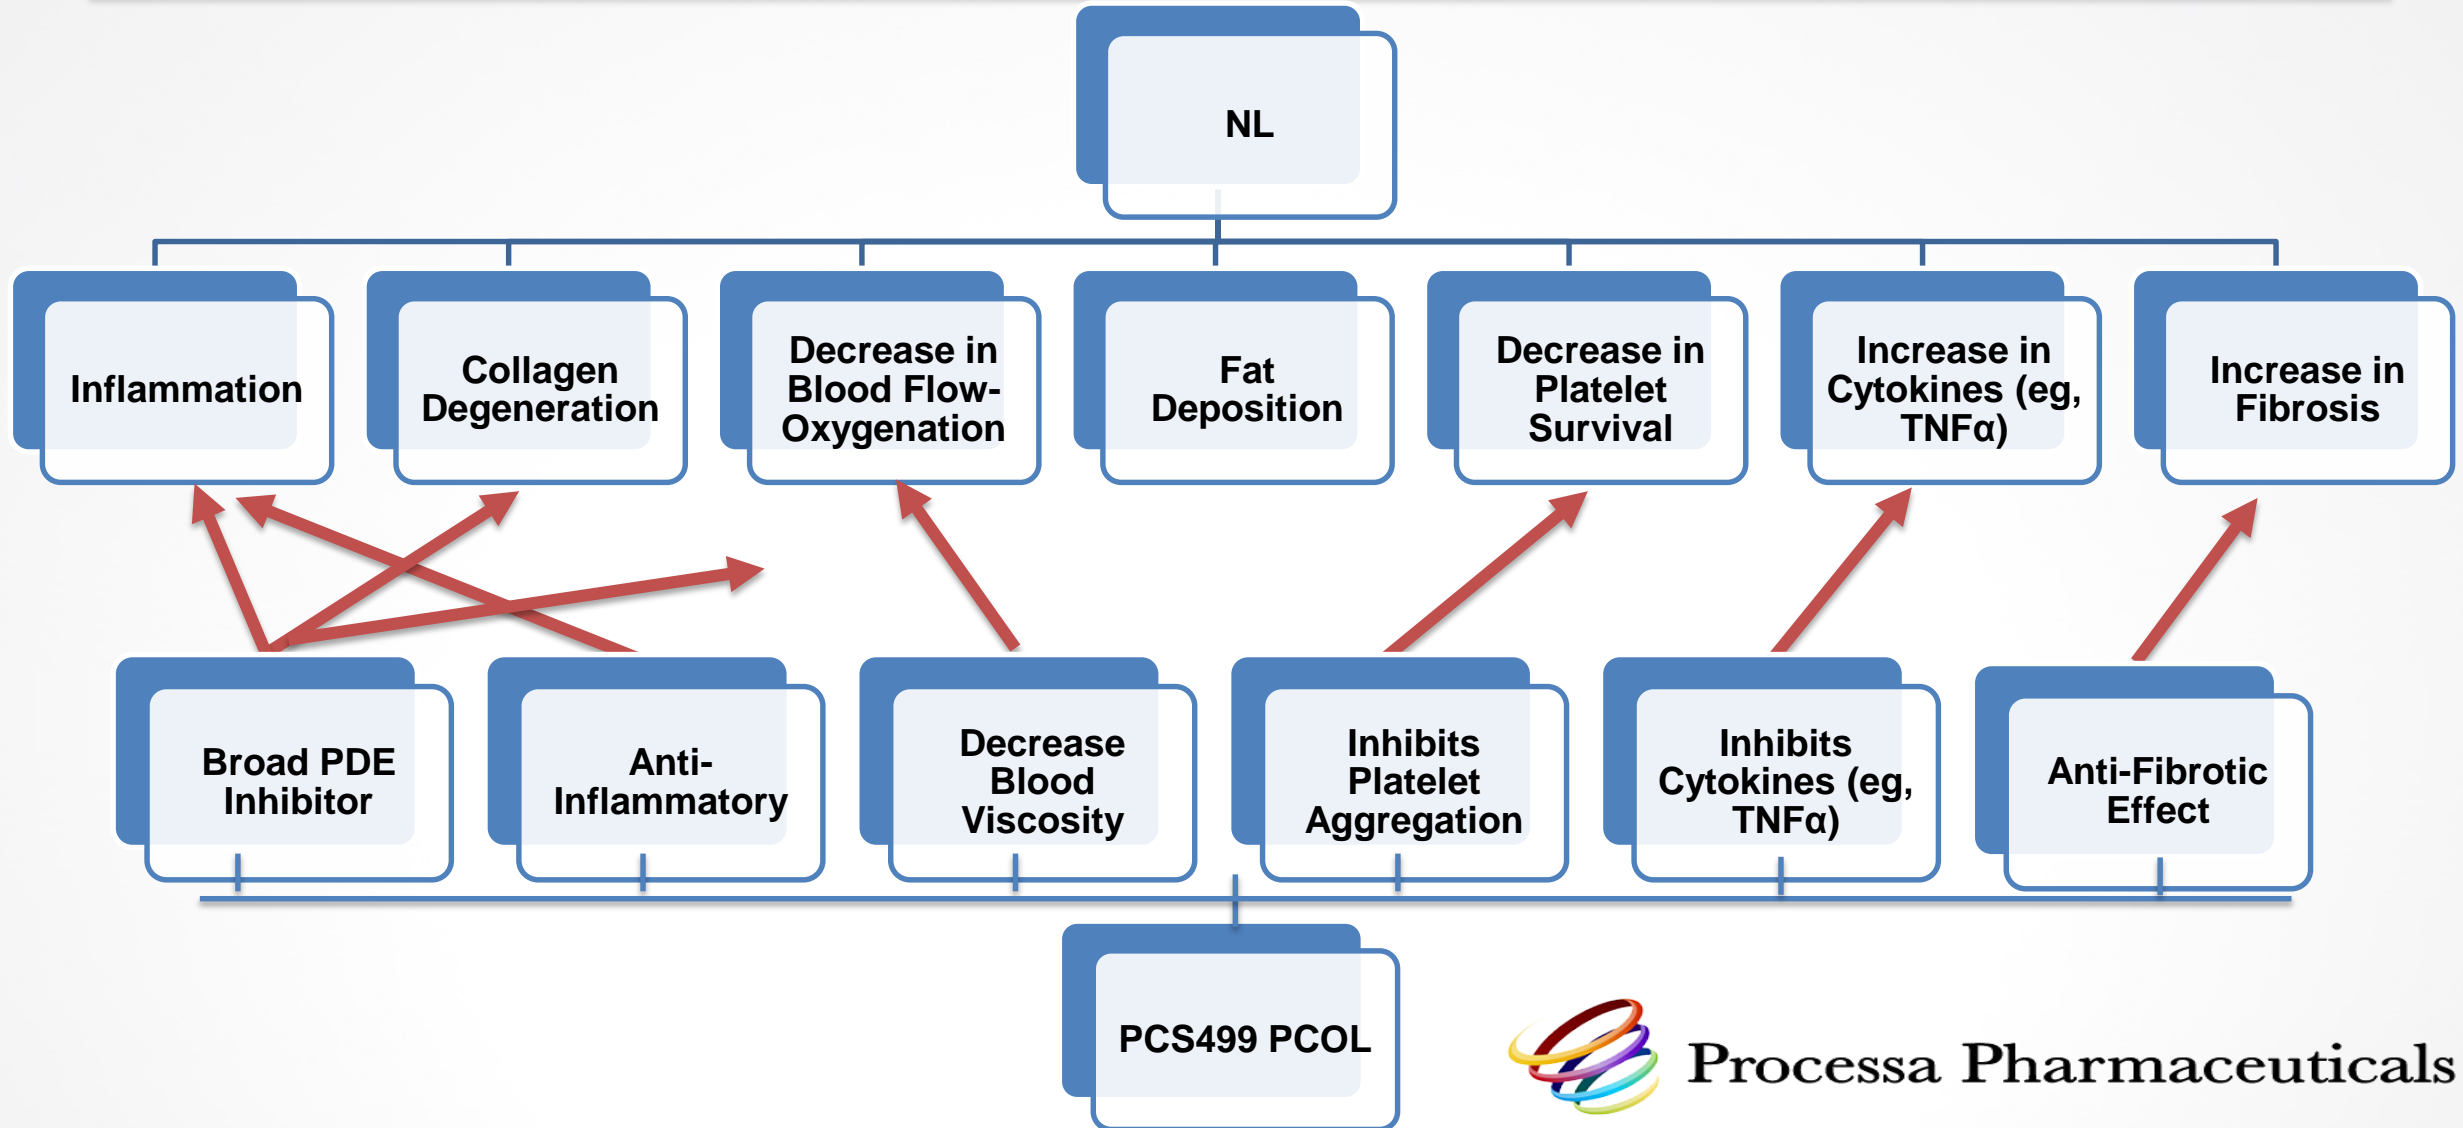 NL
Inflammation
Collagen
Degeneration
Decrease in
Blood Flow-
Oxygenation
Fat
Deposition
Decrease in
Platelet
Survival
Increase in
Cytokines (eg,
TNFα)
Increase in
Fibrosis
Broad PDE
Inhibitor
Anti-
Inflammatory
Decrease
Blood
Viscosity
Inhibits
Platelet
Aggregation
Inhibits
Cytokines (eg,
TNFα)
Anti-Fibrotic
Effect
PCS499 PCOL
Processa Pharmaceuticals